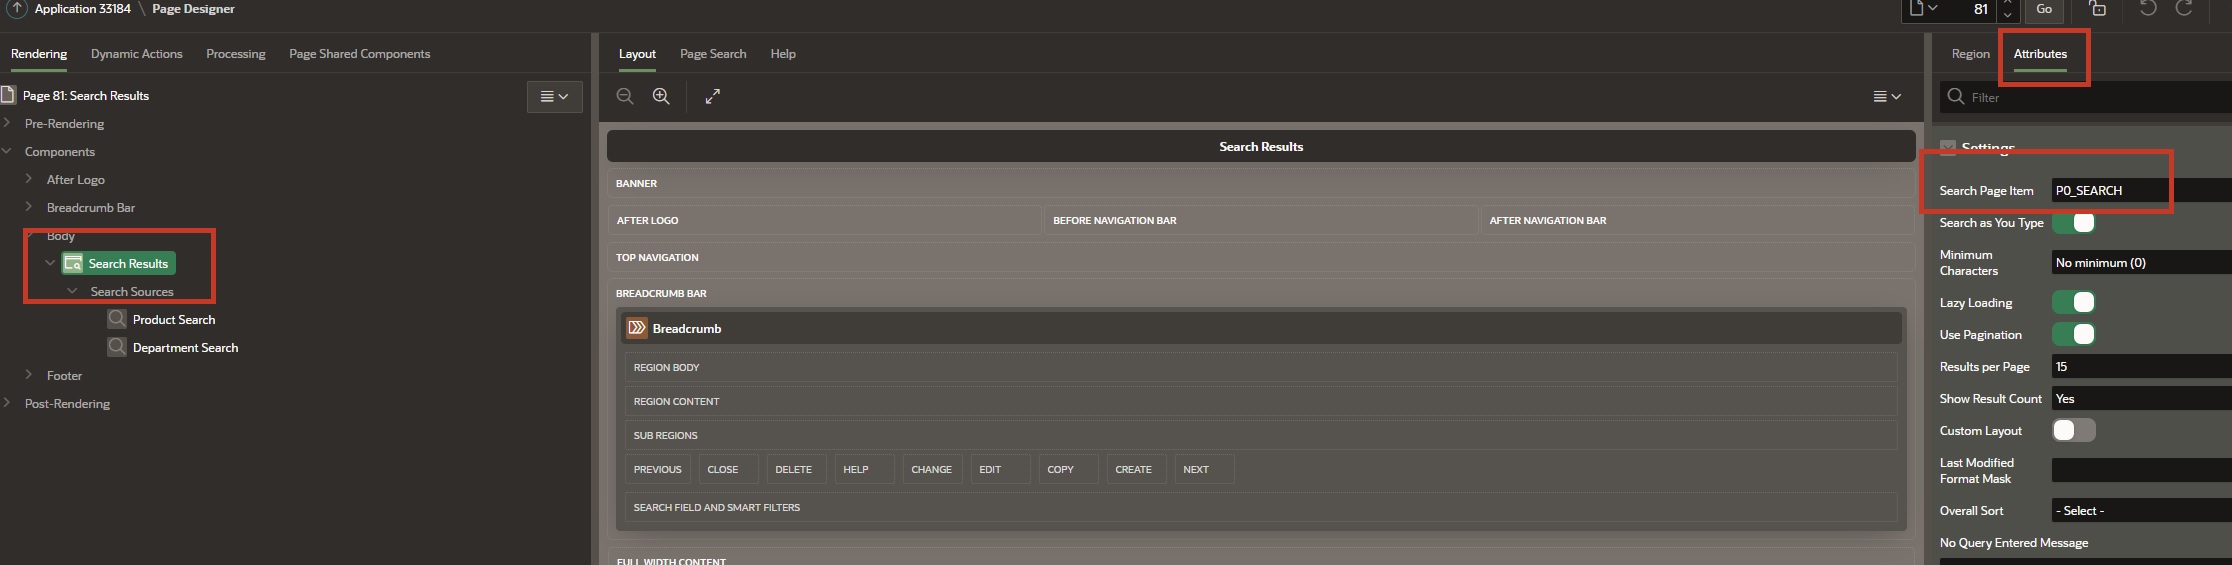 Application 33184 \ Page Designer
81
Go
Rendering
Dynamic Actions
Processing
Page Shared Components
Layout
Page Search
Help
Region
Attributes
Page 81: Search Results
Pre-Rendering
Components
After Logo
Breadcrumb Bar
Body
Search Results
Search Sources
Product Search
Department Search
Footer
Post-Rendering
Search Results
BANNER
AFTER LOGO
BEFORE NAVIGATION BAR
AFTER NAVIGATION BAR
TOP NAVIGATION
BREADCRUMB BAR
Breadcrumb
REGION BODY
REGION CONTENT
SUB REGIONS
PREVIOUS
CLOSE
DELETE
HELP
CHANGE
EDIT
COPY
CREATE
NEXT
SEARCH FIELD AND SMART FILTERS
FULL WIDTH CONTENT
Filter
Settings
Search Page Item
P0_SEARCH
Search as You Type
Minimum
Characters
No minimum (0)
Lazy Loading
Use Pagination
Results per Page
15
Show Result Count
Yes
Custom Layout
Last Modified
Format Mask
Overall Sort
- Select -
No Query Entered Message